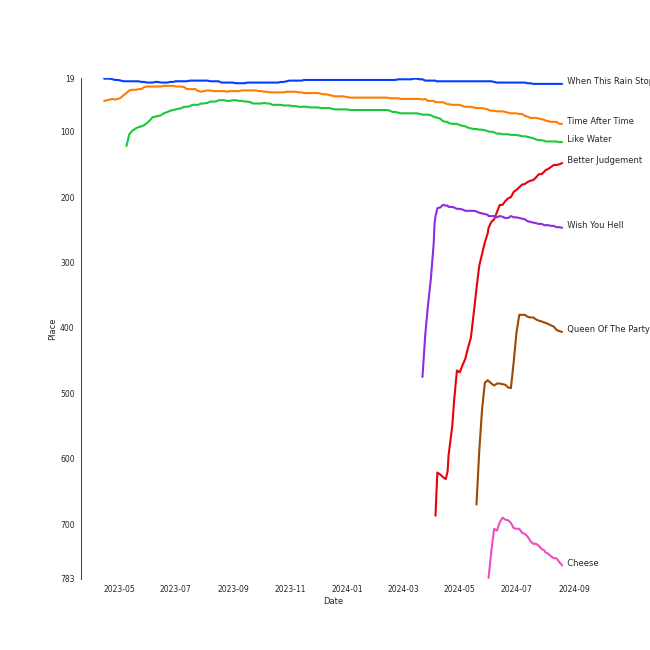 19
100
200
300
400
500
600
700
783
Place
2023-05
2023-07
2023-09
2023-11
2024-01
2024-03
2024-05
2024-07
2024-09
Date
When This Rain Stop
Time After Time
Like Water
Better Judgement
Wish You Hell
Queen Of The Party
Cheese